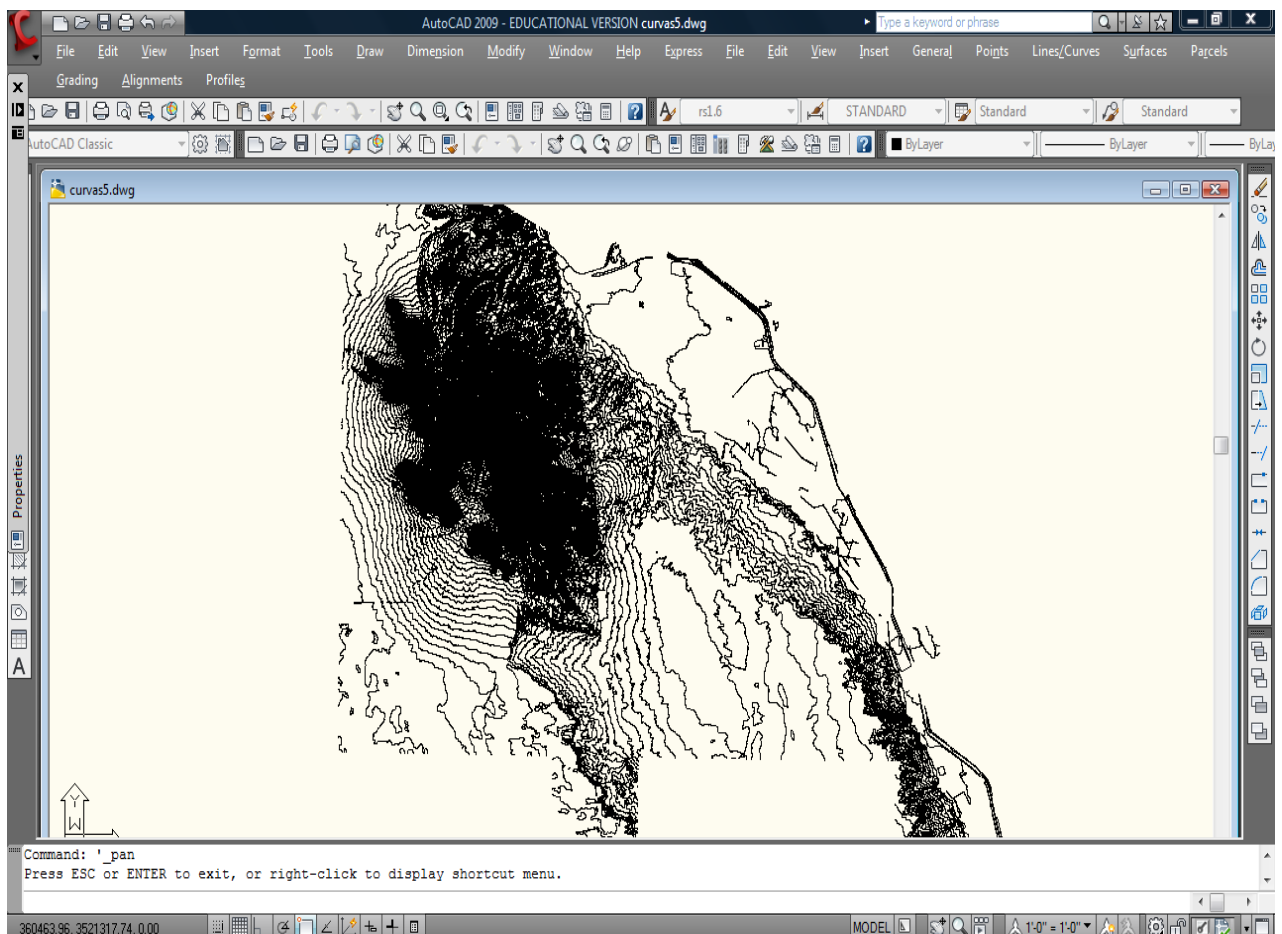 AutoCAD 2009 - EDUCATIONAL VERSION curvas5.dwg Type a keyword or phrase
File Edit View Insert Format Tools Draw Dimension Modify Window Help Express File Edit View Insert General Points Lines/Curves Surfaces Parcels
Grading Alignments Profiles
rs1.6 STANDARD Standard Standard
AutoCAD Classic ByLayer ByLayer ByLay
curvas5.dwg
Properties
Y
W
Command: '_pan
Press ESC or ENTER to exit, or right-click to display shortcut menu.
360463.96, 3521317.74, 0.00 MODEL 1'-0" = 1'-0"